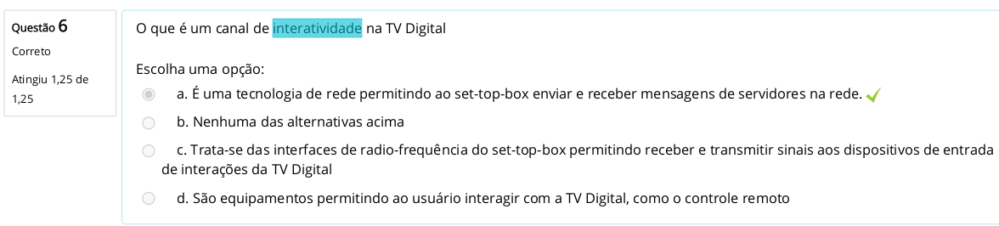 Questão 6
Correto
Atingiu 1,25 de
1,25
O que é um canal de interatividade na TV Digital
Escolha uma opção:
a. É uma tecnologia de rede permitindo ao set-top-box enviar e receber mensagens de servidores na rede.
b. Nenhuma das alternativas acima
c. Trata-se das interfaces de radio-frequência do set-top-box permitindo receber e transmitir sinais aos dispositivos de entrada
de interações da TV Digital
d. São equipamentos permitindo ao usuário interagir com a TV Digital, como o controle remoto